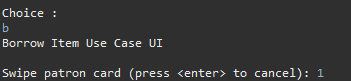 Choice :
b
Borrow Item Use Case UI
Swipe patron card (press <enter> to cancel): 1